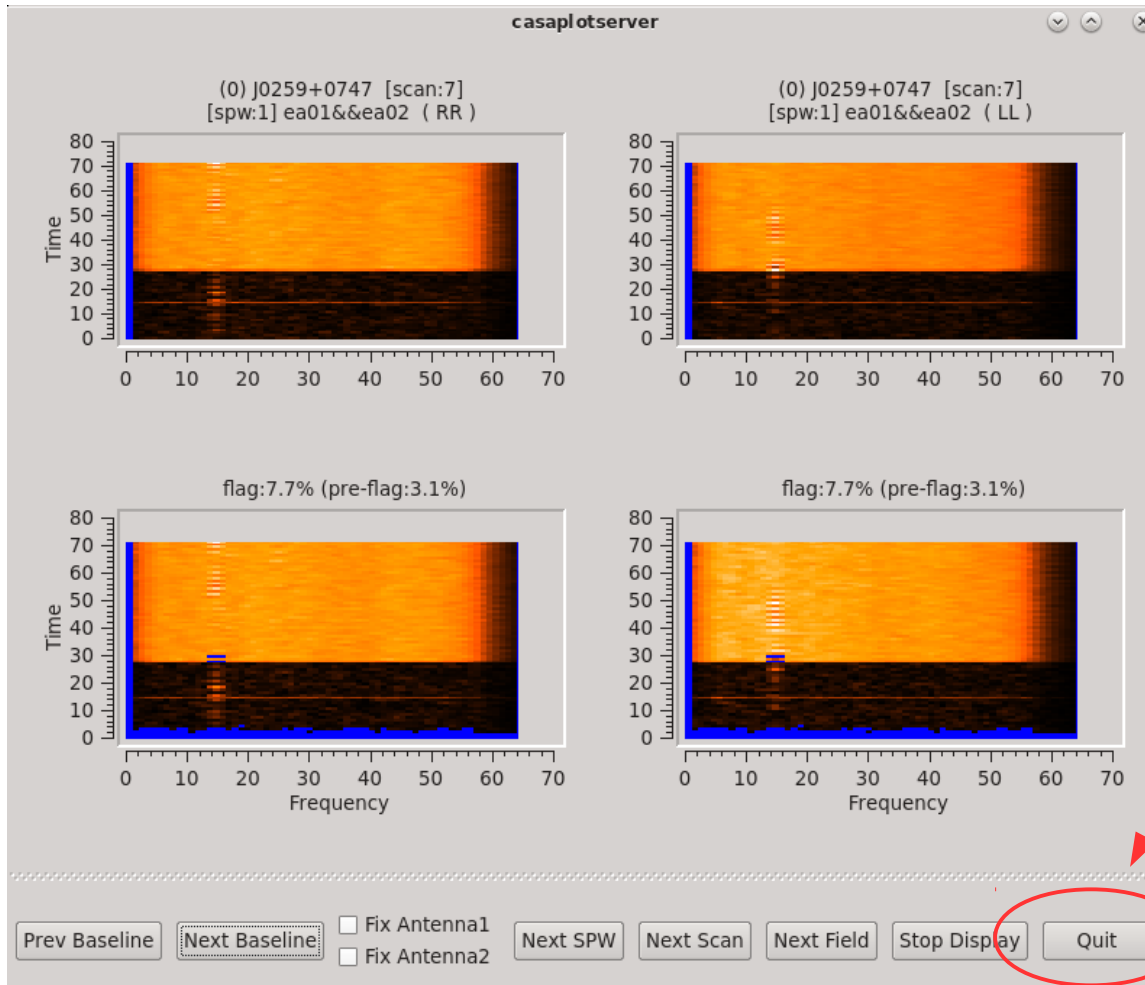 casaplotserver
(0) J0259+0747 [scan:7]
[spw:1] ea01&&ea02 ( RR )
80
70
60
50
40
30
20
10
0
Time
0 10 20 30 40 50 60 70
(0) J0259+0747 [scan:7]
[spw:1] ea01&&ea02 ( LL )
80
70
60
50
40
30
20
10
0
0 10 20 30 40 50 60 70
flag:7.7% (pre-flag:3.1%)
80
70
60
50
40
30
20
10
0
Time
0 10 20 30 40 50 60 70
Frequency
flag:7.7% (pre-flag:3.1%)
80
70
60
50
40
30
20
10
0
0 10 20 30 40 50 60 70
Frequency
Prev Baseline
Next Baseline
Fix Antenna1
Fix Antenna2
Next SPW
Next Scan
Next Field
Stop Display
Quit